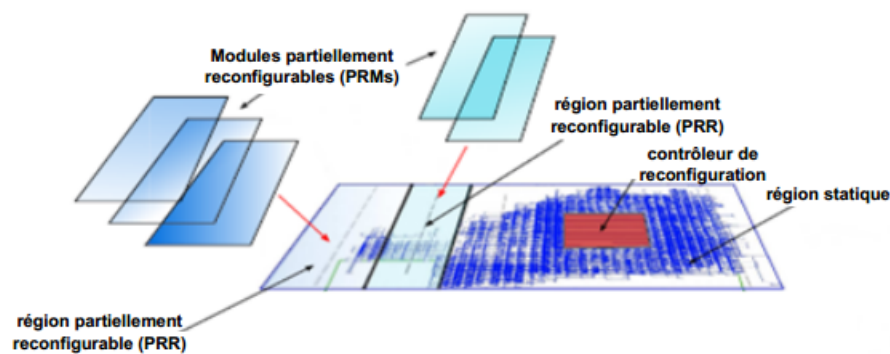 Modules partiellement
reconfigurables (PRMs)
région partiellement
reconfigurable (PRR)
contrôleur de
reconfiguration
région statique
région partiellement
reconfigurable (PRR)